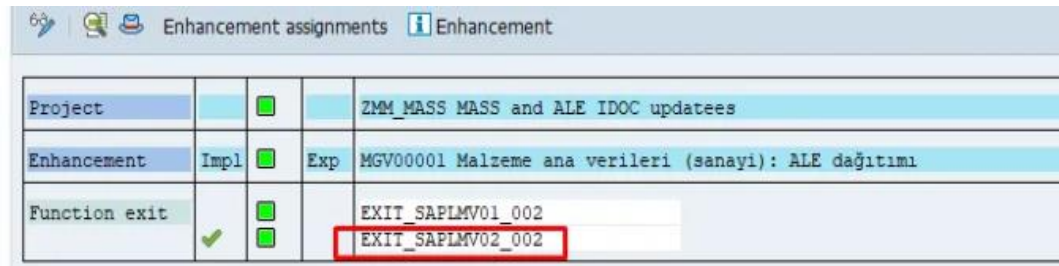 Enhancement assignments Enhancement
Project ZMM_MASS MASS and ALE IDOC updatees
Enhancement Impl Exp MGV00001 Malzeme ana verileri (sanayi): ALE dağıtımı
Function exit EXIT_SAPLMV01_002
EXIT_SAPLMV02_002